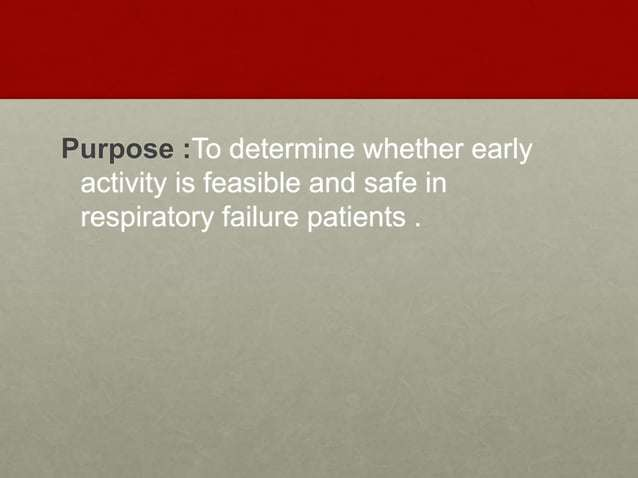 Purpose :To determine whether early
activity is feasible and safe in
respiratory failure patients .